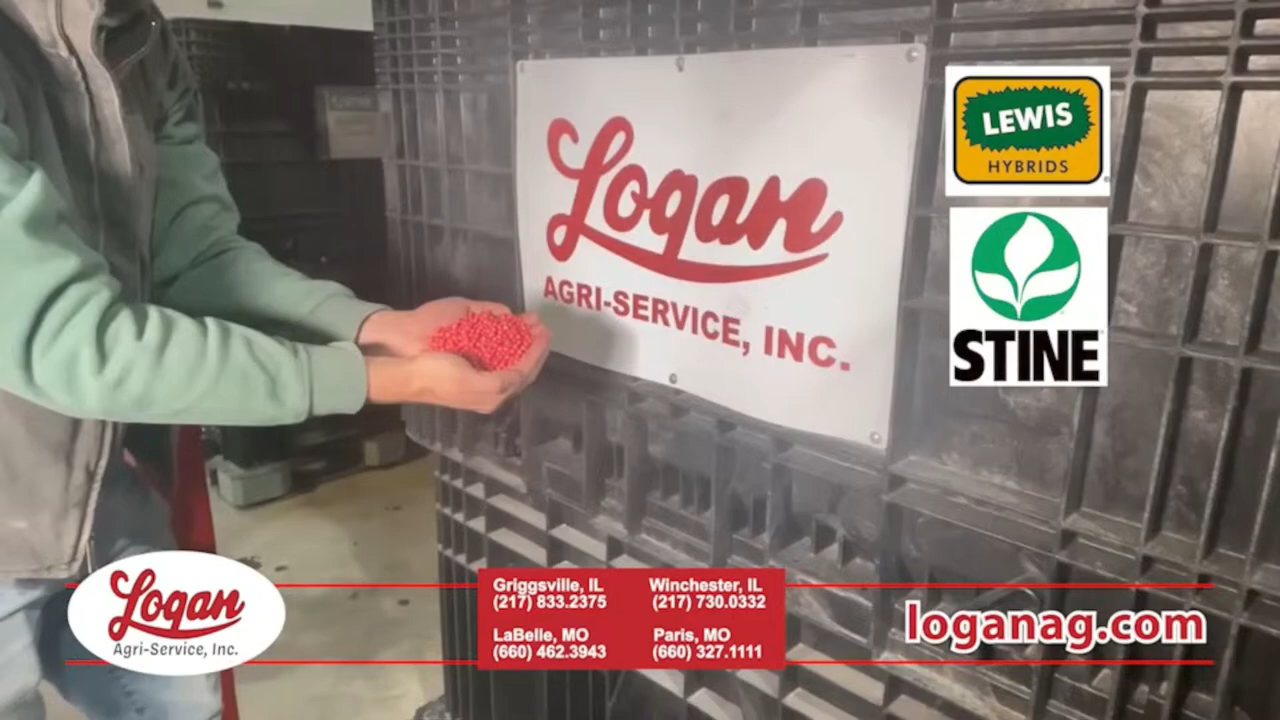 Logan
AGRI-SERVICE, INC.
LEWIS
HYBRIDS
STINE
Logan
Agri-Service, Inc.
Griggsville, IL
(217) 833.2375
Winchester, IL
(217) 730.0332
LaBelle, MO
(660) 462.3943
Paris, MO
(660) 327.1111
loganag.com